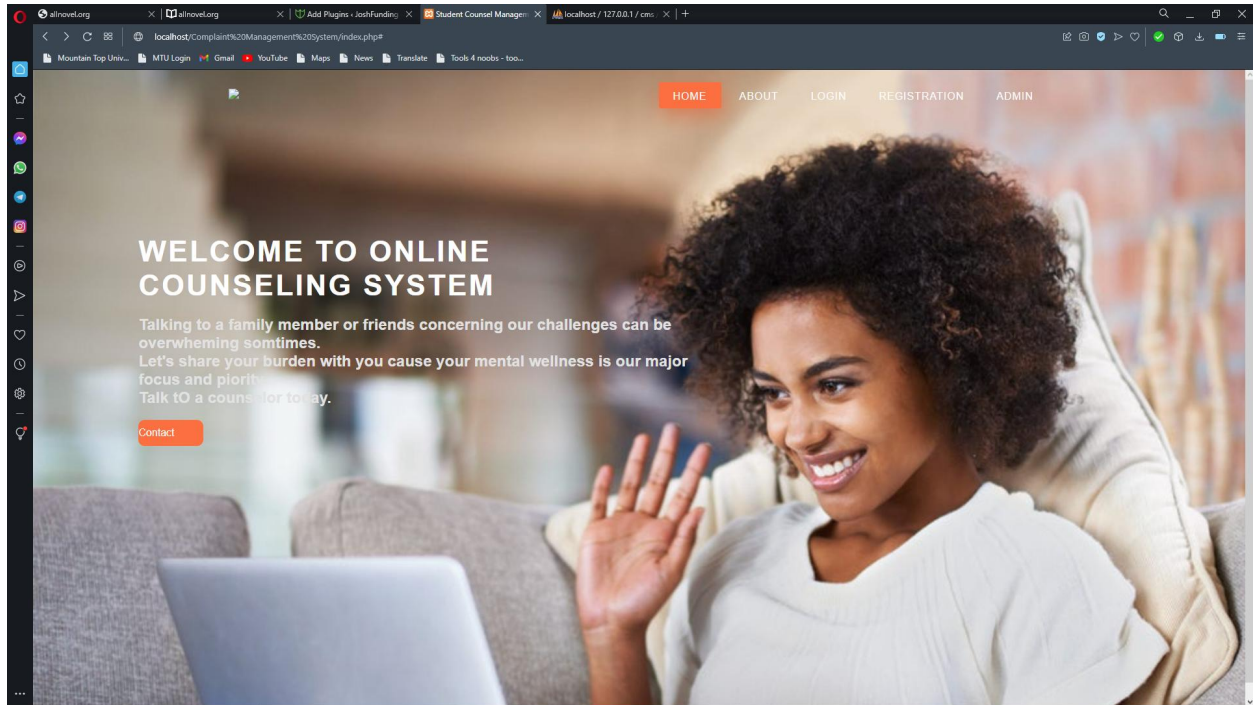 allnovel.org
allnovel.org
Add Plugins ‹ JoshFunding
Student Counsel Managem
localhost / 127.0.0.1 / cms
localhost/Complaint%20Management%20System/index.php#
Mountain Top Univ... MTU Login Gmail YouTube Maps News Translate Tools 4 noobs - too...
HOME ABOUT LOGIN REGISTRATION ADMIN
WELCOME TO ONLINE
COUNSELING SYSTEM
Talking to a family member or friends concerning our challenges can be
overwheming somtimes.
Let's share your burden with you cause your mental wellness is our major
focus and piority
Talk tO a counselor today.
Contact